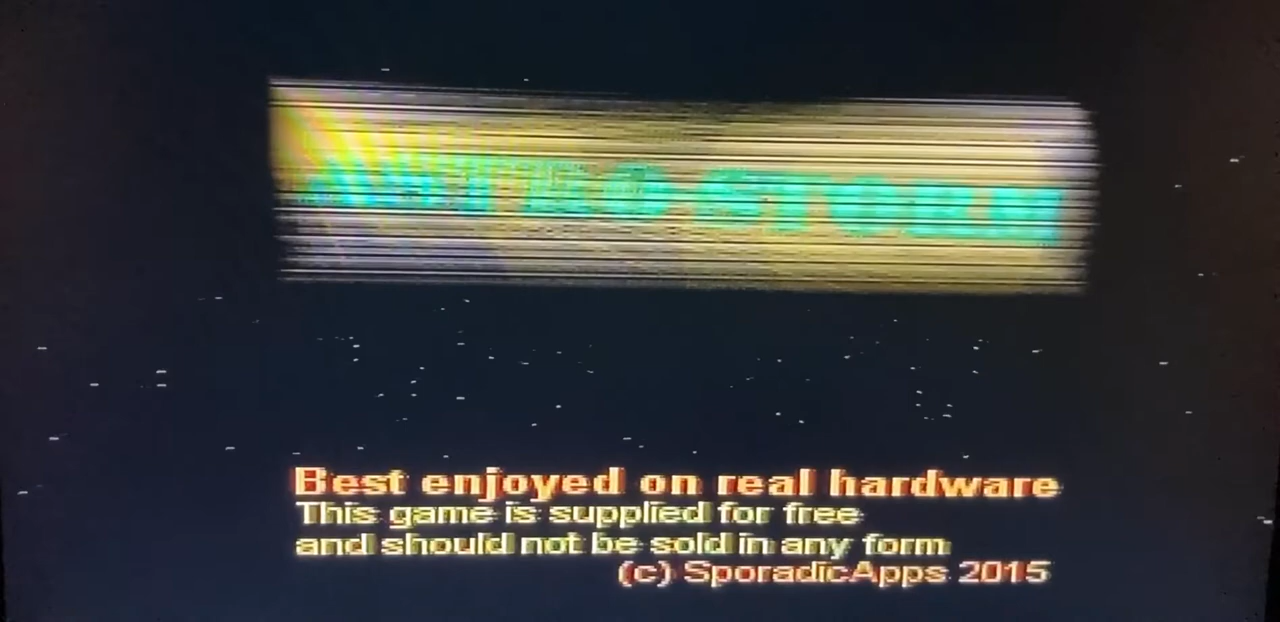 STORM
Best enjoyed on real hardware
This game is supplied for free
and should not be sold in any form
(c) SporadicApps 2015